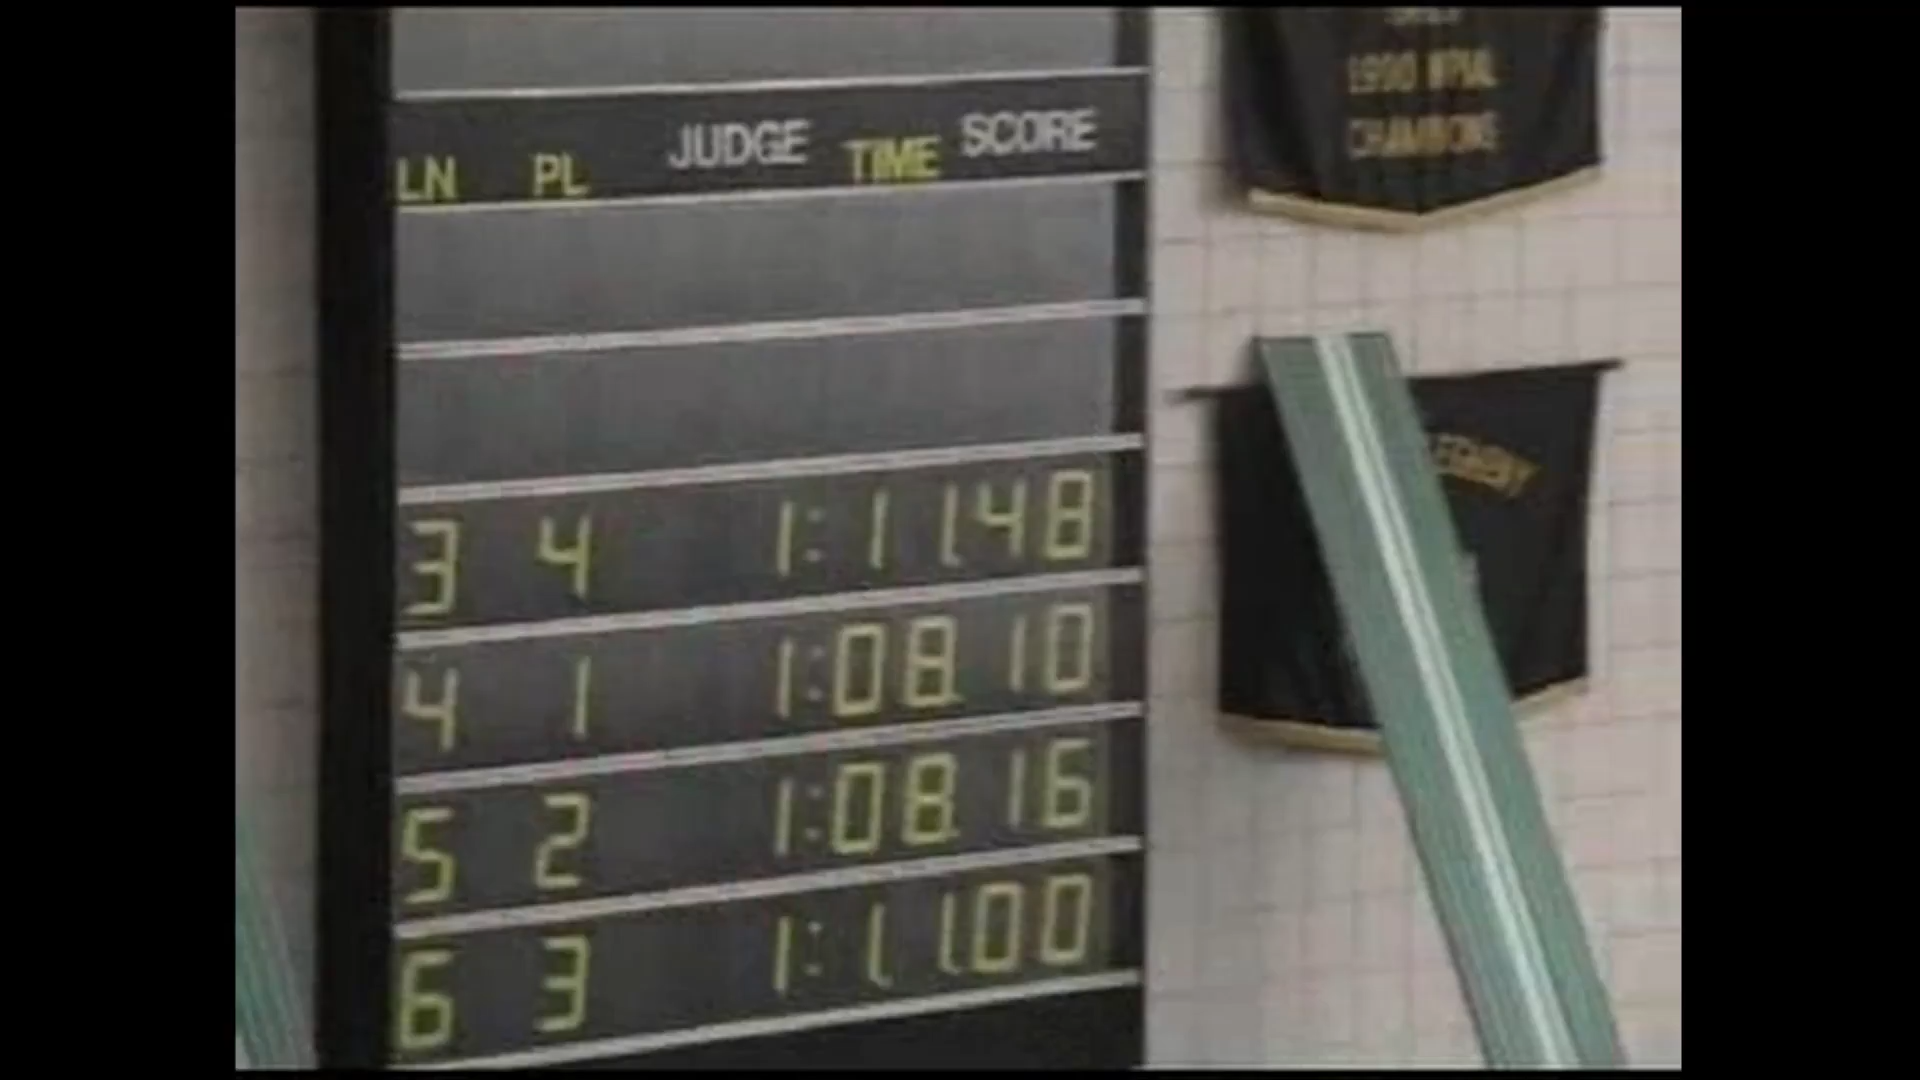 LN PL JUDGE TIME SCORE
3 4 1:11.48
4 1 1:08.10
5 2 1:08.16
6 3 1:11.00
1990 WPIAL
CHAMPIONS